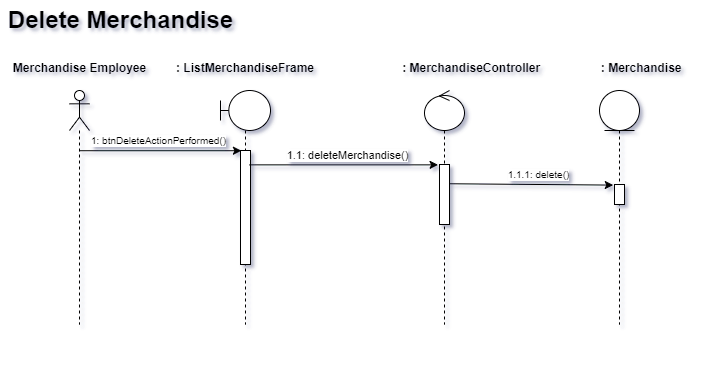 Delete Merchandise
Merchandise Employee
: ListMerchandiseFrame
: MerchandiseController
: Merchandise
1: btnDeleteActionPerformed()
1.1: deleteMerchandise()
1.1.1: delete()